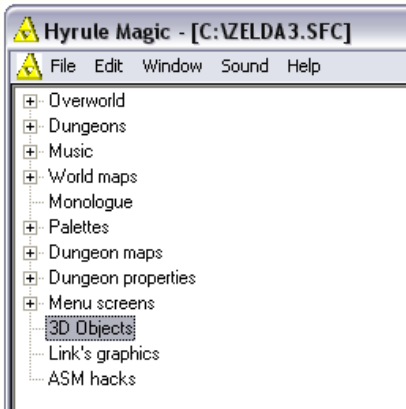 Hyrule Magic - [C:\ZELDA3.SFC]
File Edit Window Sound Help
Overworld
Dungeons
Music
World maps
Monologue
Palettes
Dungeon maps
Dungeon properties
Menu screens
3D Objects
Link's graphics
ASM hacks